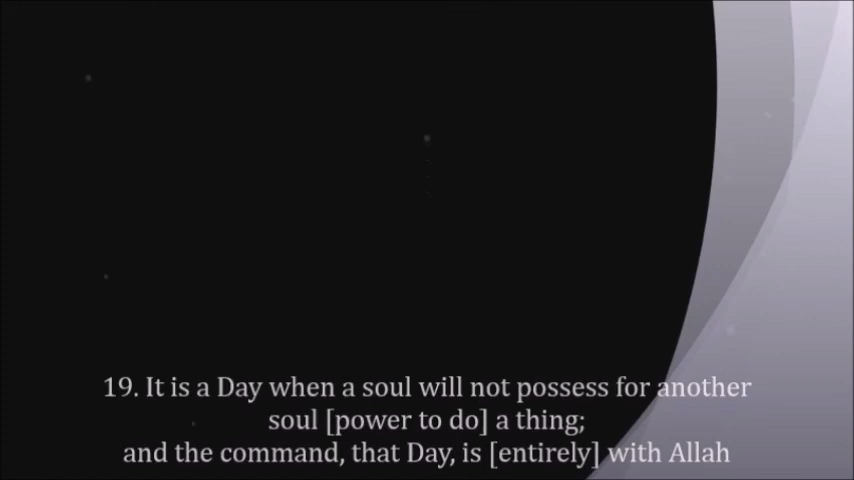 19. It is a Day when a soul will not possess for another
soul [power to do] a thing;
and the command, that Day, is [entirely] with Allah